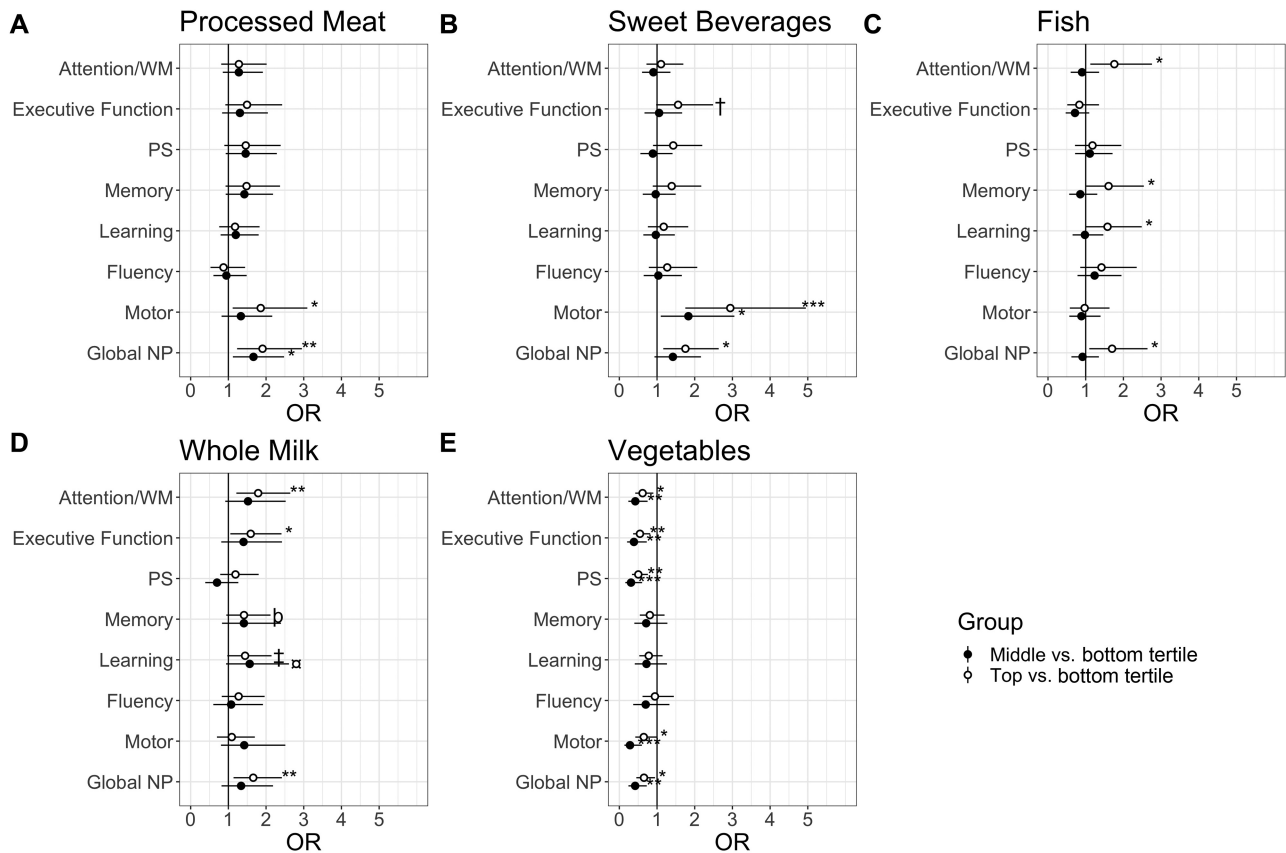 A Processed Meat
Attention/WM
Executive Function †
PS
Memory
Learning
Fluency
Motor *
Global NP ** *
0 1 2 3 4 5
OR
B Sweet Beverages
Attention/WM
Executive Function †
PS
Memory
Learning
Fluency
Motor *** *
Global NP *
0 1 2 3 4 5
OR
C Fish
Attention/WM *
Executive Function
PS
Memory *
Learning *
Fluency
Motor
Global NP *
0 1 2 3 4 5
OR
D Whole Milk
Attention/WM **
Executive Function *
PS
Memory þ
Learning ‡ ¤
Fluency
Motor
Global NP **
0 1 2 3 4 5
OR
E Vegetables
Attention/WM * **
Executive Function ** **
PS ** ***
Memory
Learning
Fluency
Motor * ***
Global NP * **
0 1 2 3 4 5
OR
Group
Middle vs. bottom tertile
Top vs. bottom tertile